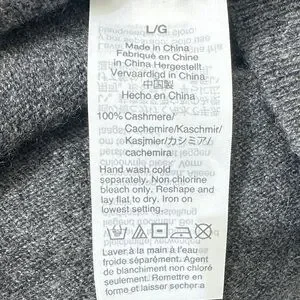 L/G
Made in China
Fabriqué en Chine
in China Hergestellt
Vervaardigd in China
中国製
Hecho en China
100% Cashmere/
Cachemire/Kaschmir/
Kasjmier/カシミア/
cachemira
Hand wash cold
separately. Non chlorine
bleach only. Reshape and
lay flat to dry. Iron on
lowest setting.
Laver à la main à l'eau
froide séparément. Agent
de blanchiment non chloré
seulement. Remettre en
forme et laisser sécher a